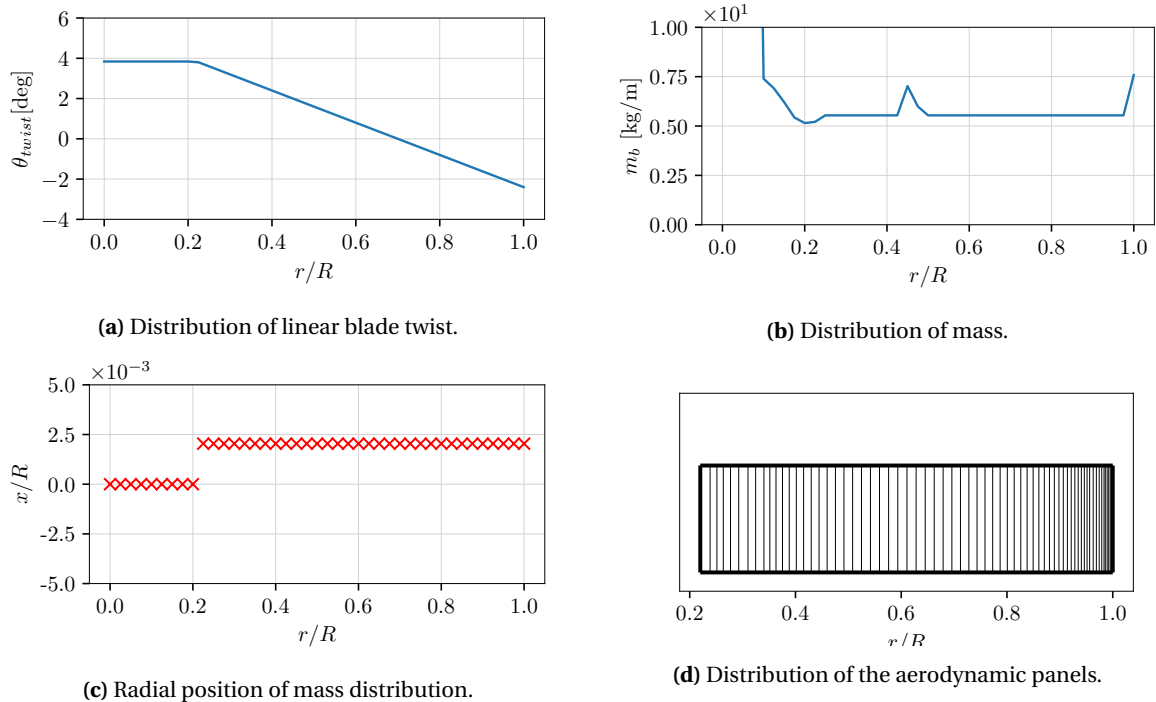 6
4
2
0
−2
−4
θ_twist[deg]
0.0 0.2 0.4 0.6 0.8 1.0
r/R
(a) Distribution of linear blade twist.
×10¹
1.00
0.75
0.50
0.25
0.00
m_b [kg/m]
0.0 0.2 0.4 0.6 0.8 1.0
r/R
(b) Distribution of mass.
×10⁻³
5.0
2.5
0.0
-2.5
-5.0
x/R
0.0 0.2 0.4 0.6 0.8 1.0
r/R
(c) Radial position of mass distribution.
0.2 0.4 0.6 0.8 1.0
r/R
(d) Distribution of the aerodynamic panels.